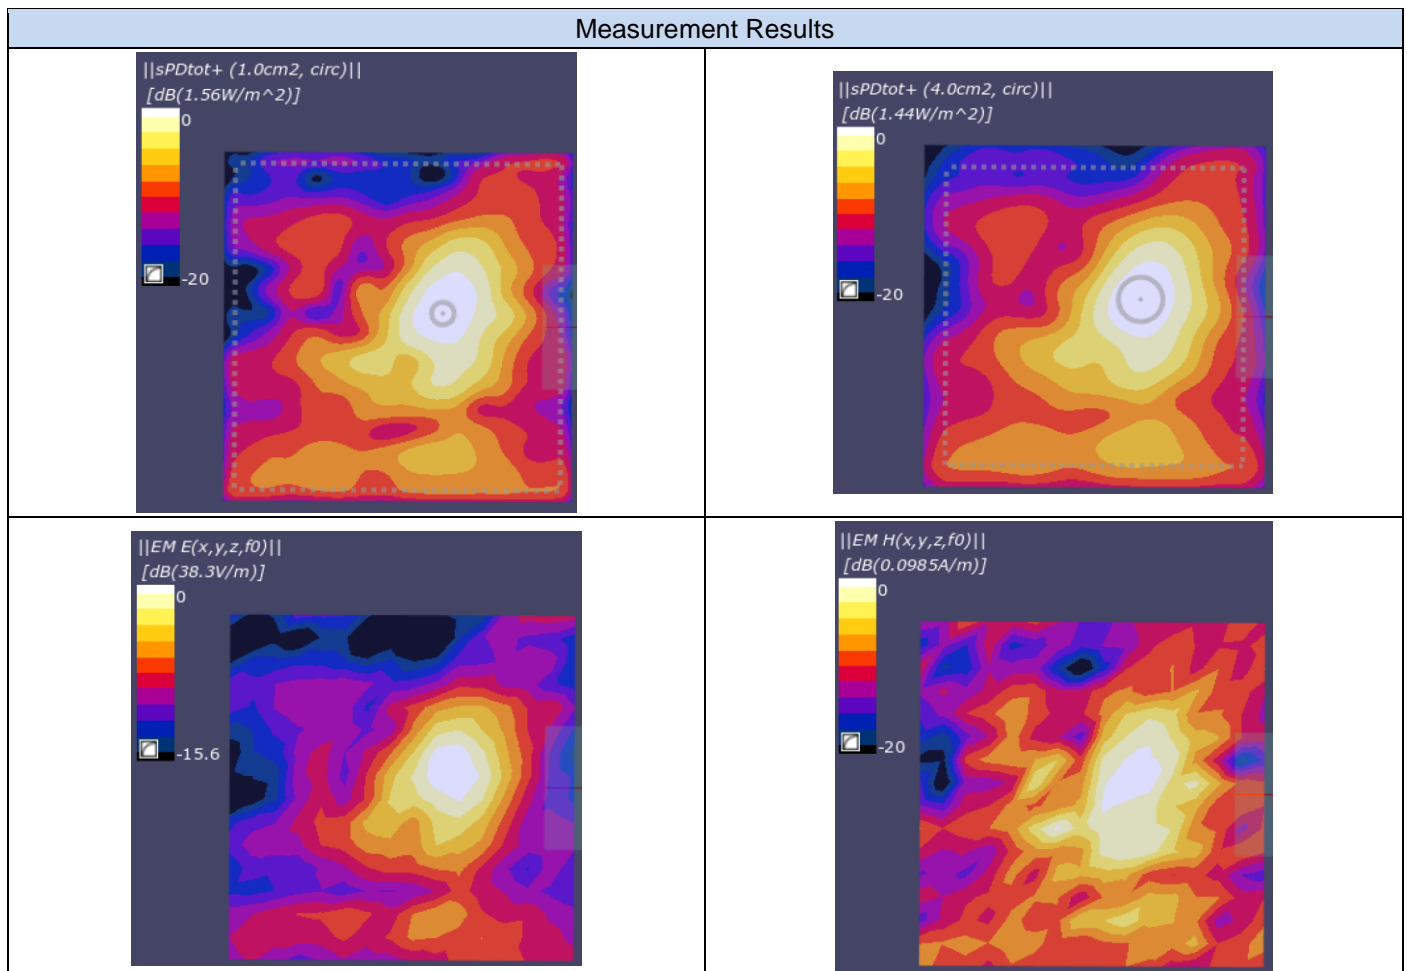 Measurement Results
||sPDtot+ (1.0cm2, circ)||
[dB(1.56W/m^2)]
0
-20
||sPDtot+ (4.0cm2, circ)||
[dB(1.44W/m^2)]
0
-20
||EM E(x,y,z,f0)||
[dB(38.3V/m)]
0
-15.6
||EM H(x,y,z,f0)||
[dB(0.0985A/m)]
0
-20